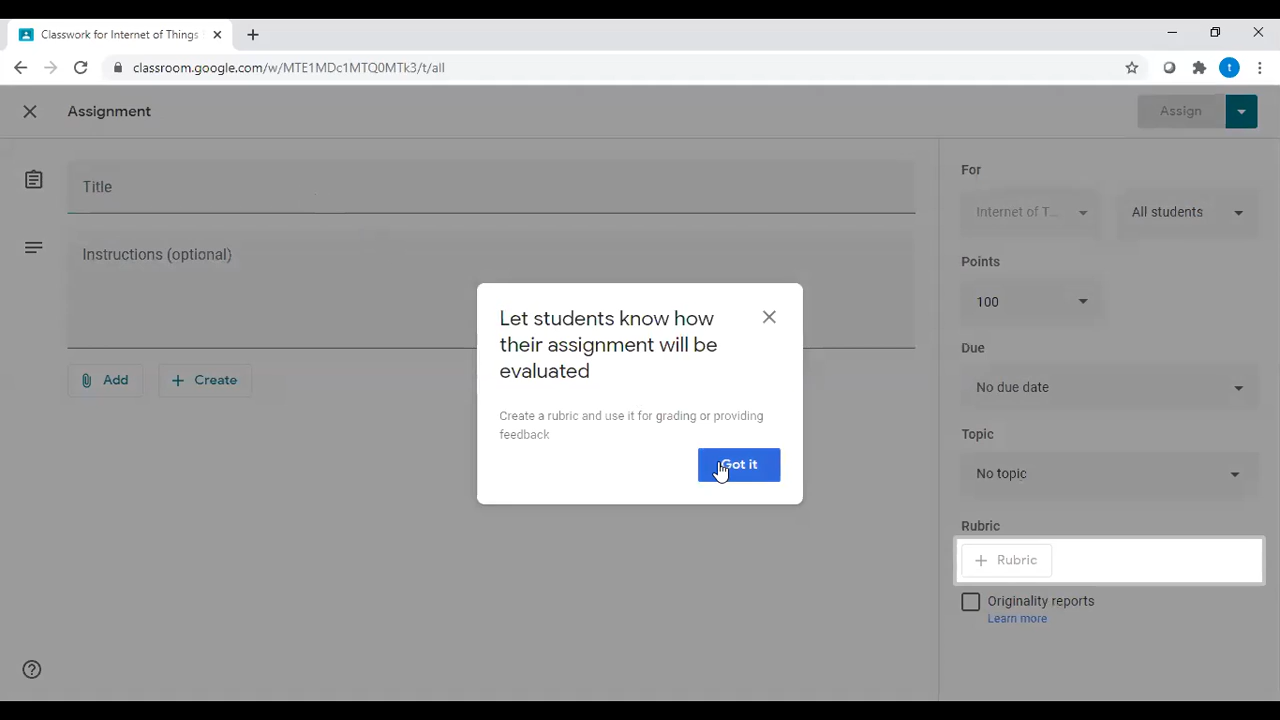 Classwork for Internet of Things
classroom.google.com/w/MTE1MDc1MTQ0MTk3/t/all
t
Assignment
Assign
Title
Instructions (optional)
Add
Create
Let students know how
their assignment will be
evaluated
Create a rubric and use it for grading or providing
feedback
Got it
For
Internet of T...
All students
Points
100
Due
No due date
Topic
No topic
Rubric
Rubric
Originality reports
Learn more